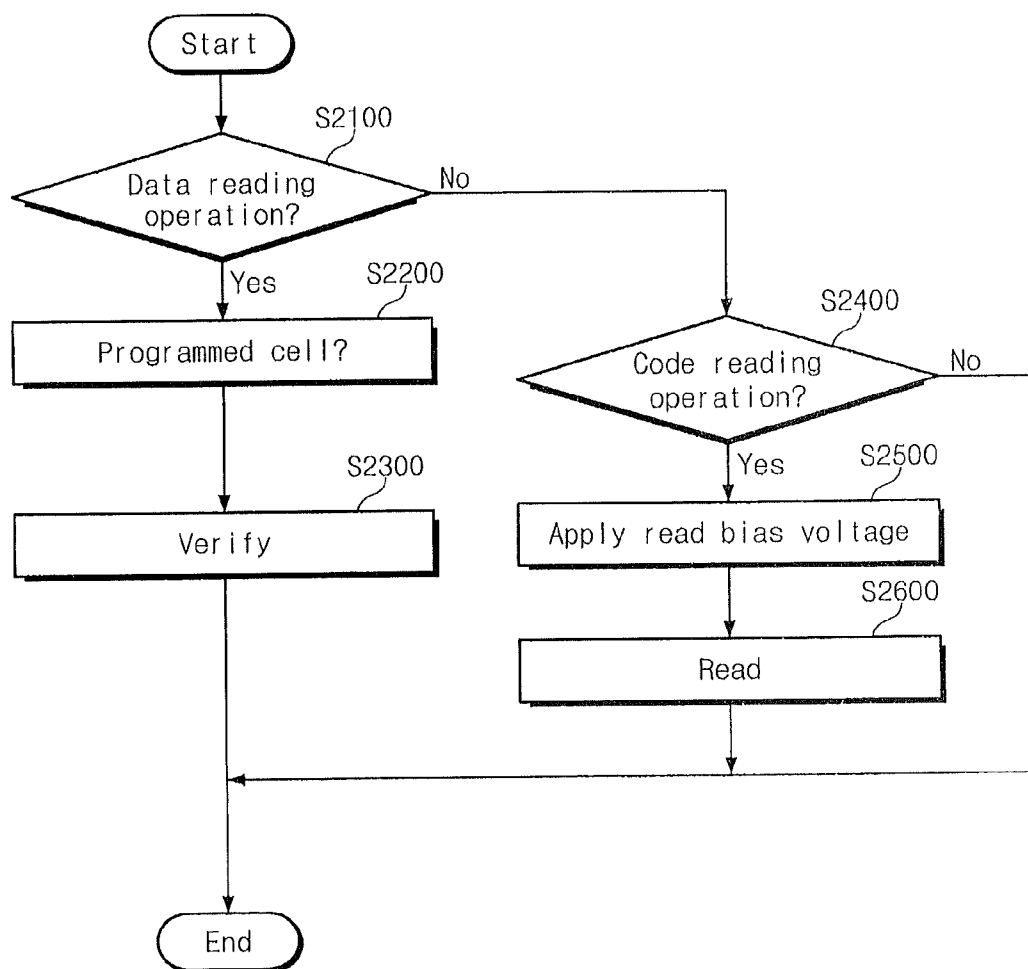 Start
S2100
Data reading
operation?
No
Yes
S2200
Programmed cell?
S2400
Code reading
operation?
No
Yes
S2300
Verify
S2500
Apply read bias voltage
S2600
Read
End